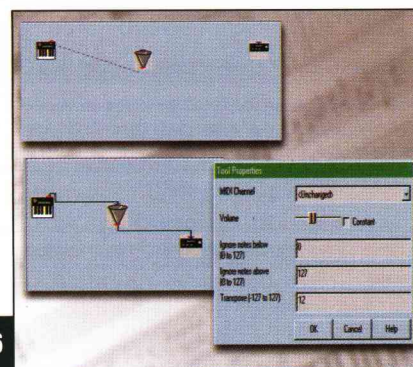 Tool Properties
MIDI Channel
<Unchanged>
Volume
Constant
Ignore notes below
(0 to 127)
0
Ignore notes above
(0 to 127)
127
Transpose (-127 to 127)
12
OK
Cancel
Help
6